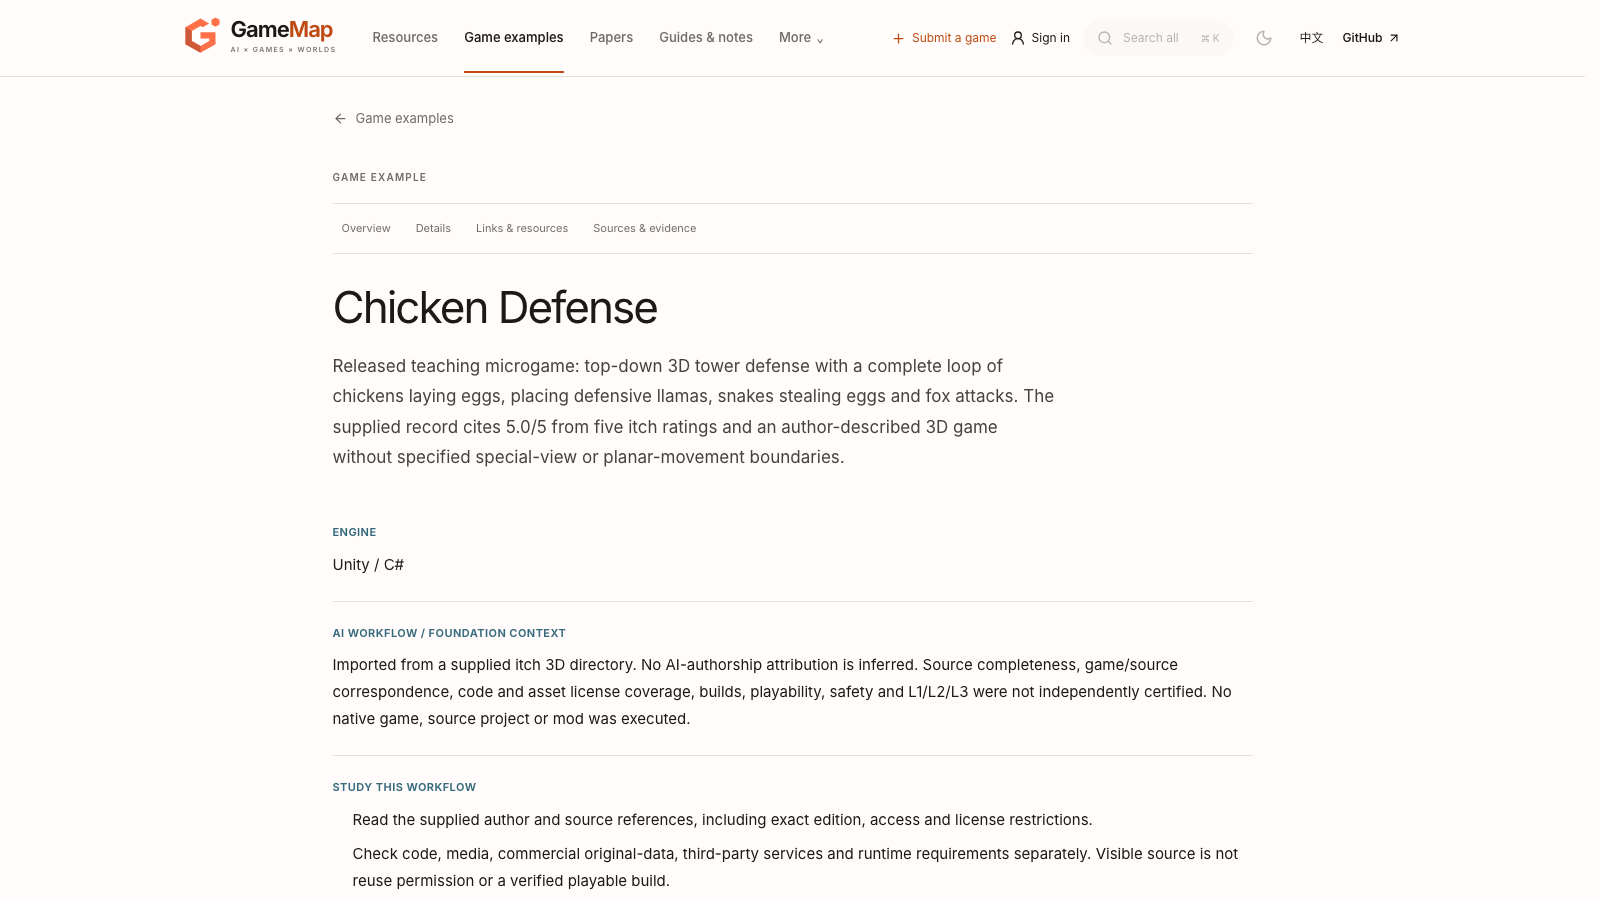 GameMap
AI × GAMES × WORLDS
Resources
Game examples
Papers
Guides & notes
More
Submit a game
Sign in
Search all
⌘ K
中文
GitHub
Game examples
GAME EXAMPLE
Overview
Details
Links & resources
Sources & evidence
Chicken Defense
Released teaching microgame: top-down 3D tower defense with a complete loop of
chickens laying eggs, placing defensive llamas, snakes stealing eggs and fox attacks. The
supplied record cites 5.0/5 from five itch ratings and an author-described 3D game
without specified special-view or planar-movement boundaries.
ENGINE
Unity / C#
AI WORKFLOW / FOUNDATION CONTEXT
Imported from a supplied itch 3D directory. No AI-authorship attribution is inferred. Source completeness, game/source
correspondence, code and asset license coverage, builds, playability, safety and L1/L2/L3 were not independently certified. No
native game, source project or mod was executed.
STUDY THIS WORKFLOW
Read the supplied author and source references, including exact edition, access and license restrictions.
Check code, media, commercial original-data, third-party services and runtime requirements separately. Visible source is not
reuse permission or a verified playable build.